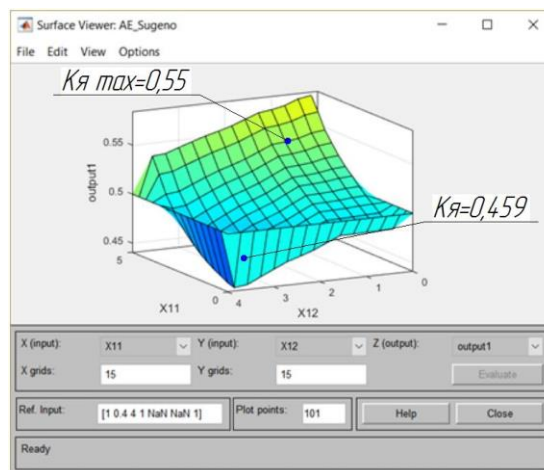 Surface Viewer: AE_Sugeno
File Edit View Options
Kя max=0,55
Kя=0,459
output1
0.55
0.5
0.45
5
0
X11
4
3
2
1
0
X12
X (input): X11 Y (input): X12 Z (output): output1
X grids: 15 Y grids: 15 Evaluate
Ref. Input: [1 0.4 4 1 NaN NaN 1] Plot points: 101 Help Close
Ready